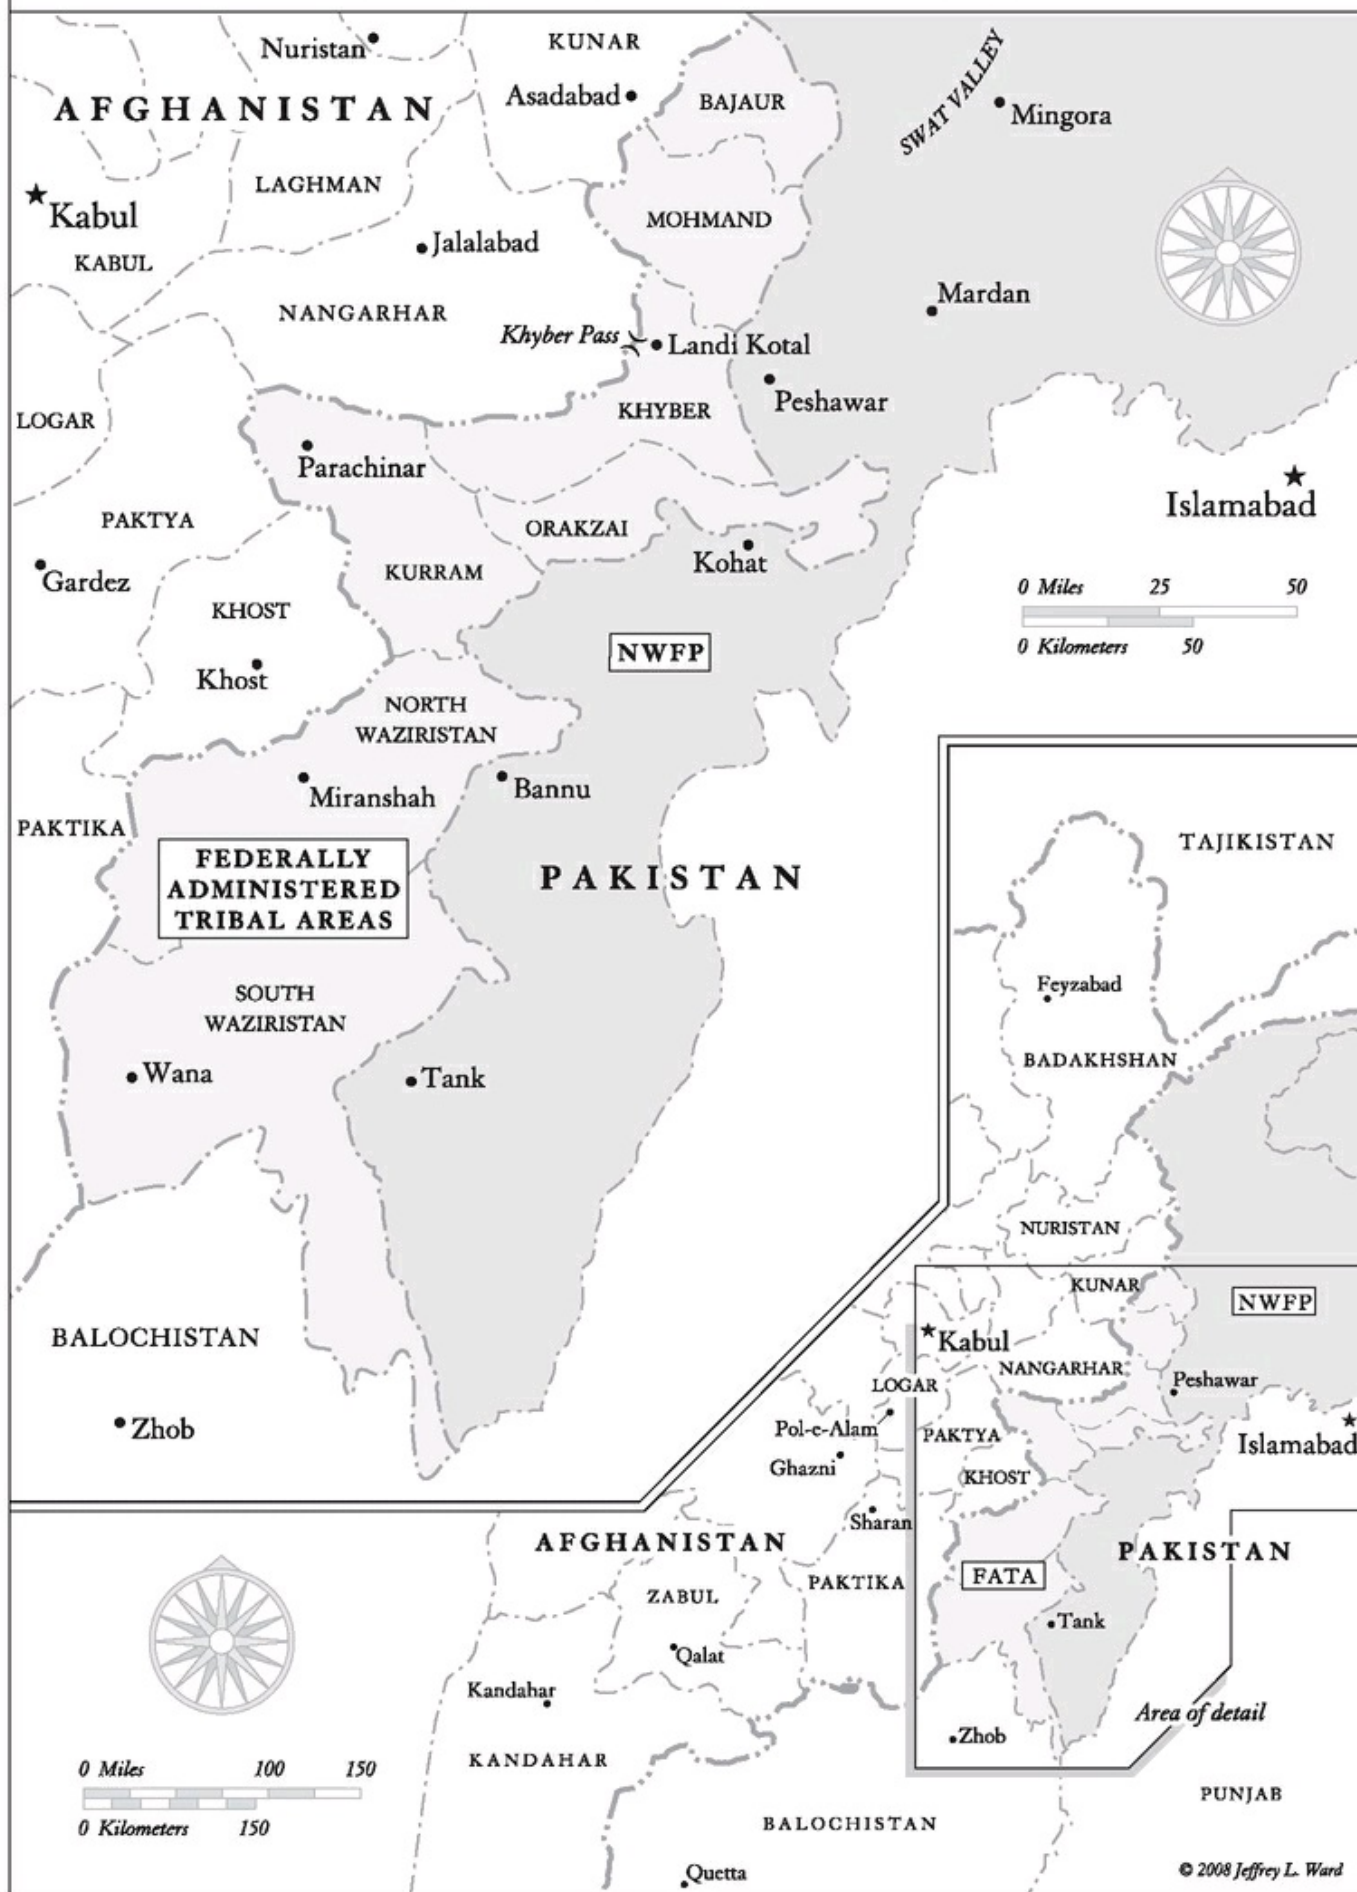 Nuristan
KUNAR
AFGHANISTAN
Asadabad
BAJAUR
SWAT VALLEY
Mingora
LAGHMAN
Kabul
MOHMAND
KABUL
Jalalabad
NANGARHAR
Mardan
Khyber Pass
Landi Kotal
Peshawar
KHYBER
LOGAR
Parachinar
Islamabad
PAKTYA
ORAKZAI
Kohat
Gardez
KURRAM
0 Miles 25 50
0 Kilometers 50
KHOST
NWFP
Khost
NORTH
WAZIRISTAN
Miranshah
Bannu
PAKTIKA
FEDERALLY
ADMINISTERED
TRIBAL AREAS
PAKISTAN
SOUTH
WAZIRISTAN
Wana
Tank
BALOCHISTAN
Zhob
TAJIKISTAN
Feyzabad
BADAKHSHAN
NURISTAN
KUNAR
NWFP
Kabul
NANGARHAR
LOGAR
Peshawar
Pol-e-Alam
PAKTYA
Islamabad
Ghazni
KHOST
Sharan
AFGHANISTAN
PAKISTAN
ZABUL
PAKTIKA
FATA
Tank
Qalat
Kandahar
Area of detail
Zhob
KANDAHAR
0 Miles 100 150
0 Kilometers 150
PUNJAB
BALOCHISTAN
Quetta
© 2008 Jeffrey L. Ward